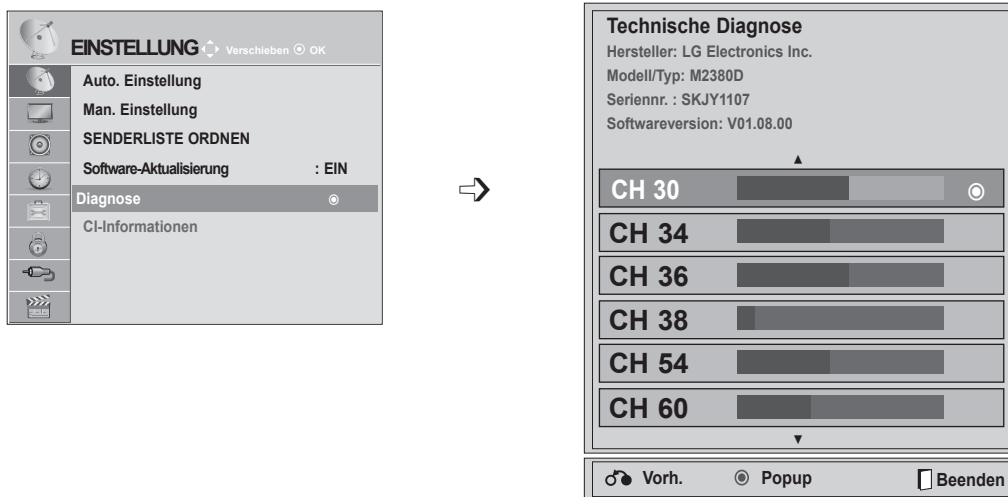 EINSTELLUNG Verschieben OK
Auto. Einstellung
Man. Einstellung
SENDERLISTE ORDNEN
Software-Aktualisierung : EIN
Diagnose
CI-Informationen
Technische Diagnose
Hersteller: LG Electronics Inc.
Modell/Typ: M2380D
Seriennr. : SKJY1107
Softwareversion: V01.08.00
CH 30
CH 34
CH 36
CH 38
CH 54
CH 60
Vorh. Popup Beenden